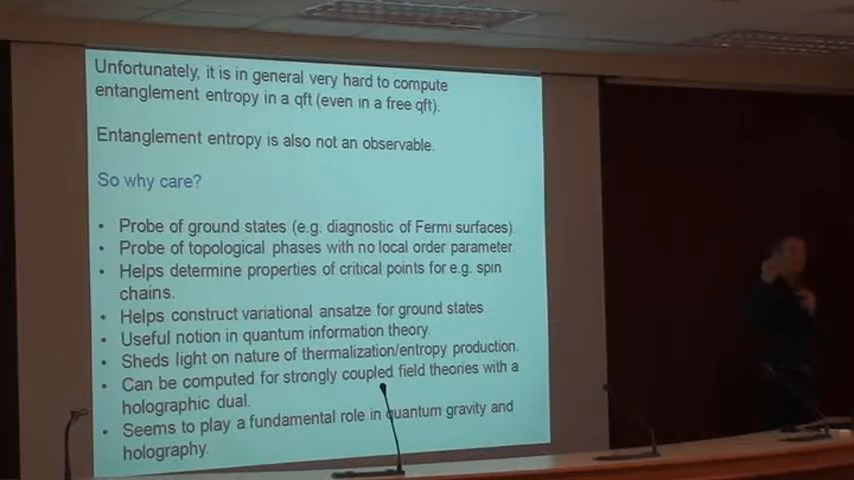 Unfortunately, it is in general very hard to compute
entanglement entropy in a qft (even in a free qft).
Entanglement entropy is also not an observable.
So why care?
• Probe of ground states (e.g. diagnostic of Fermi surfaces).
• Probe of topological phases with no local order parameter.
• Helps determine properties of critical points for e.g. spin
chains.
• Helps construct variational ansatze for ground states
• Useful notion in quantum information theory.
• Sheds light on nature of thermalization/entropy production.
• Can be computed for strongly coupled field theories with a
holographic dual.
• Seems to play a fundamental role in quantum gravity and
holography.